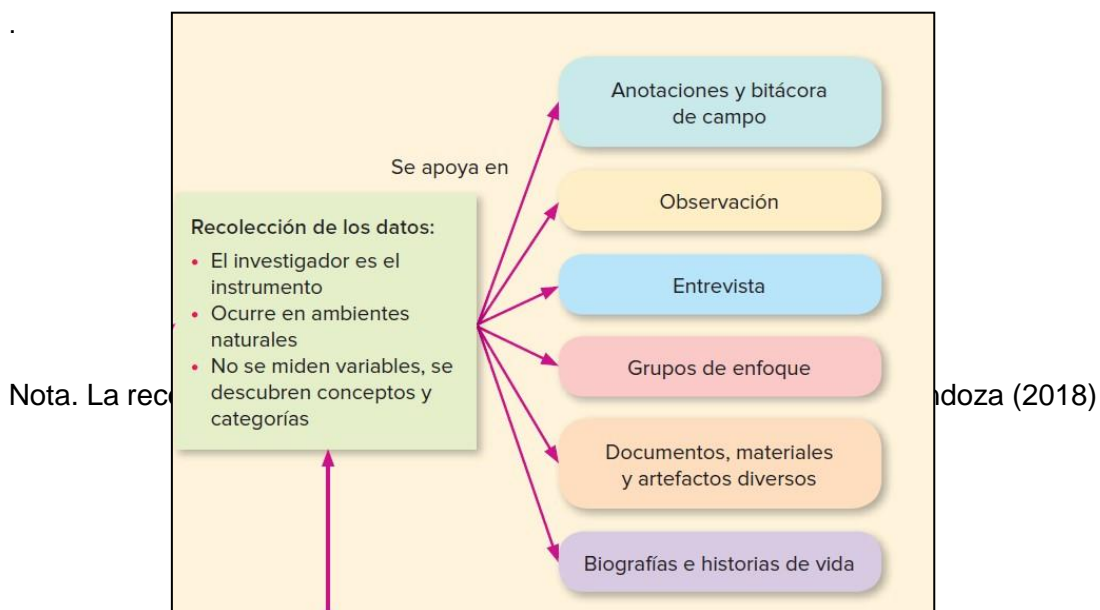 .
Anotaciones y bitácora
de campo
Se apoya en
Observación
Recolección de los datos:
• El investigador es el
instrumento
• Ocurre en ambientes
naturales
• No se miden variables, se
descubren conceptos y
categorías
Entrevista
Grupos de enfoque
Documentos, materiales
y artefactos diversos
Biografías e historias de vida
Nota. La (2018)